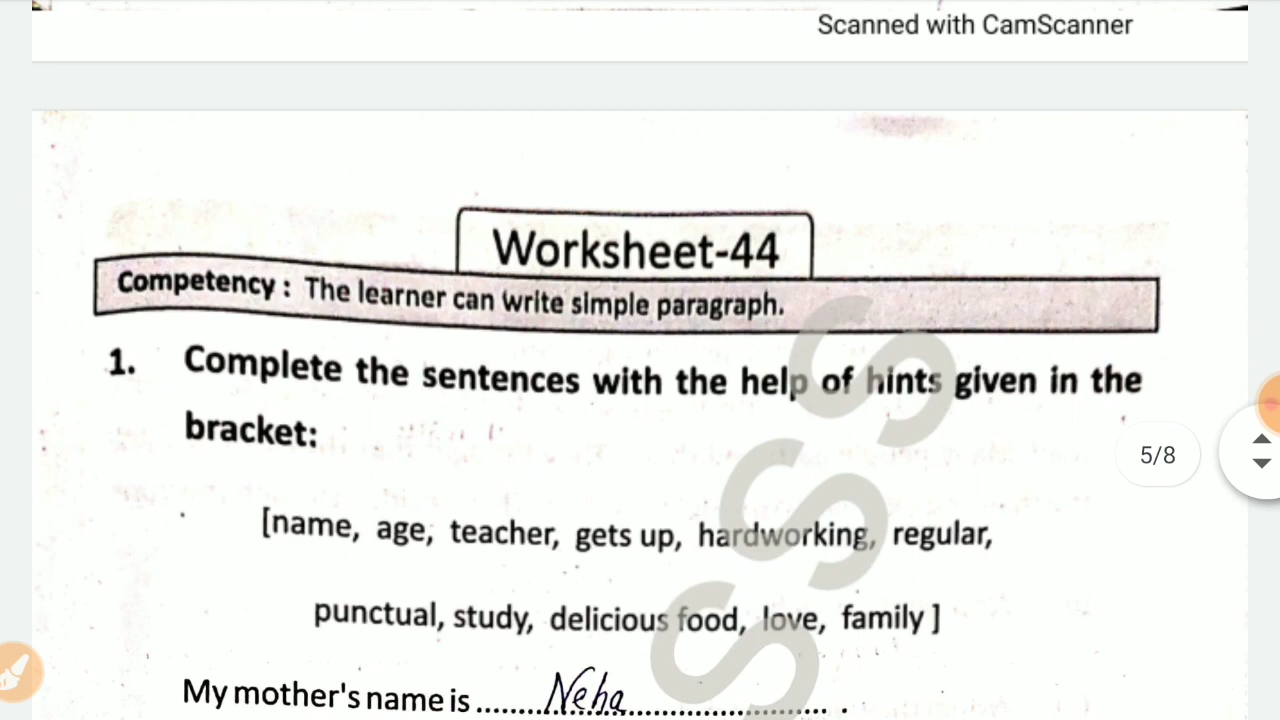 Scanned with CamScanner
Worksheet-44
Competency : The learner can write simple paragraph.
1. Complete the sentences with the help of hints given in the
bracket:
5/8
[name, age, teacher, gets up, hardworking, regular,
punctual, study, delicious food, love, family ]
My mother's name is ........Neha............................ .
SSS